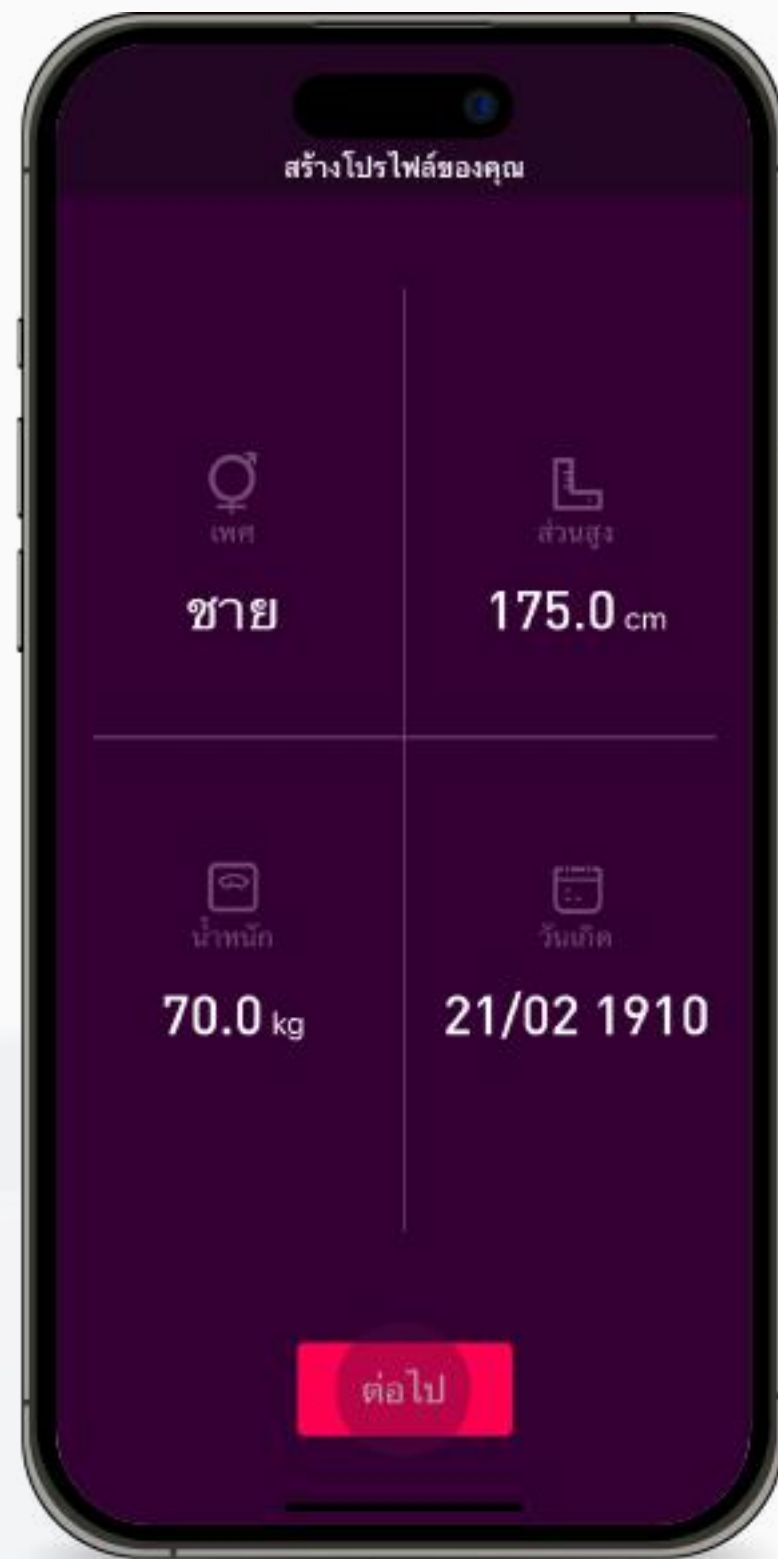 สร้างโปรไฟล์ของคุณ
เพศ
ชาย
ส่วนสูง
175.0 cm
น้ำหนัก
70.0 kg
วันเกิด
21/02 1910
ต่อไป